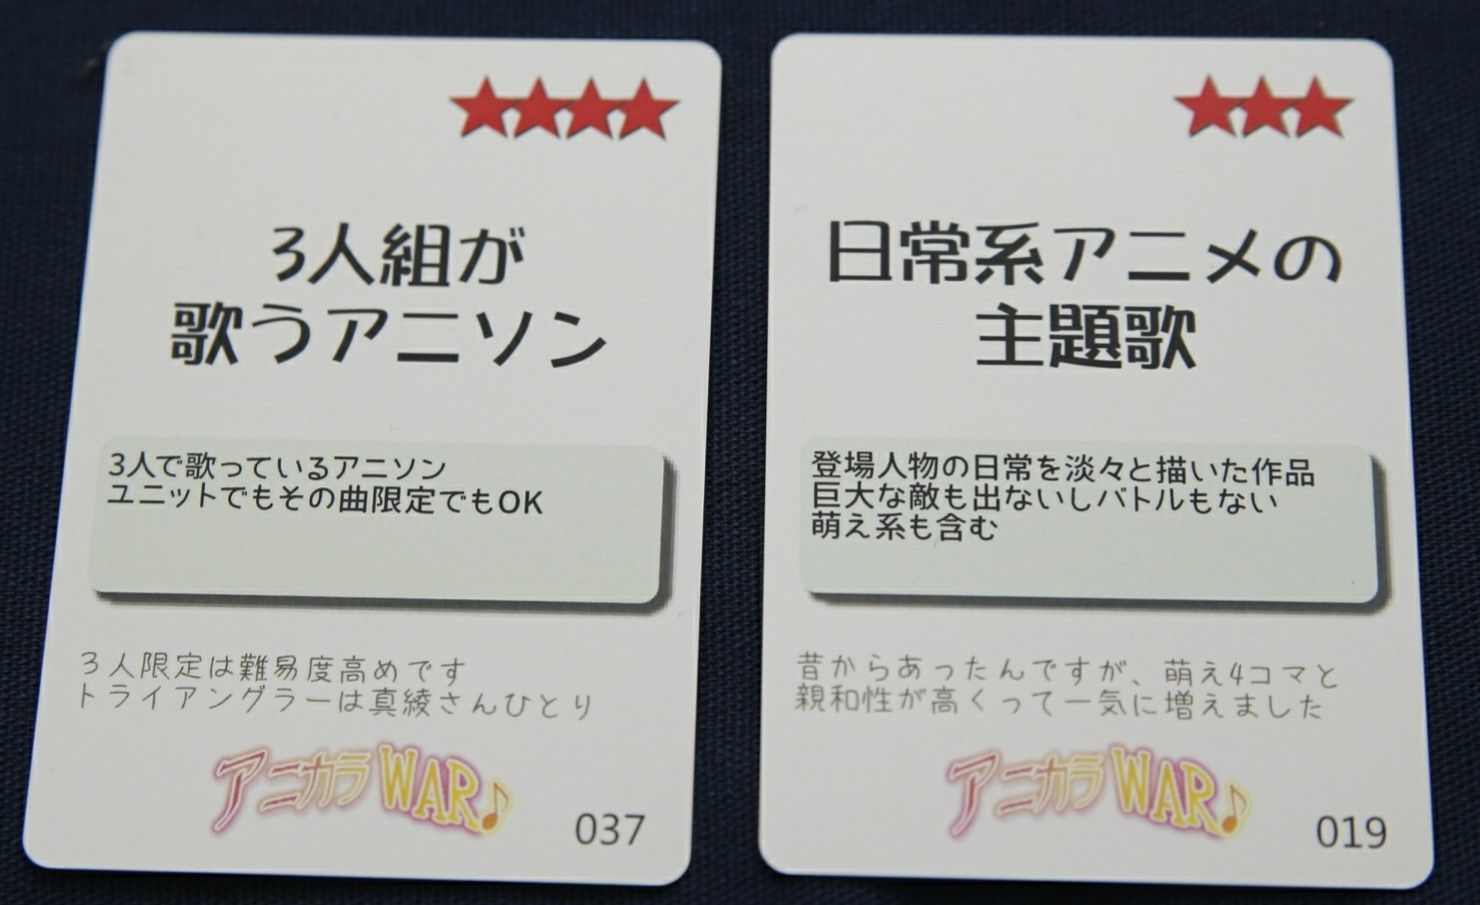 ★★★★
3人組が
歌うアニソン
3人で歌っているアニソン
ユニットでもその曲限定でもOK
3人限定は難易度高めです
トライアングラーは真綾さんひとり
アニカラWAR♪
037
★★★
日常系アニメの
主題歌
登場人物の日常を淡々と描いた作品
巨大な敵も出ないしバトルもない
萌え系も含む
昔からあったんですが、萌え4コマと
親和性が高くって一気に増えました
アニカラWAR♪
019